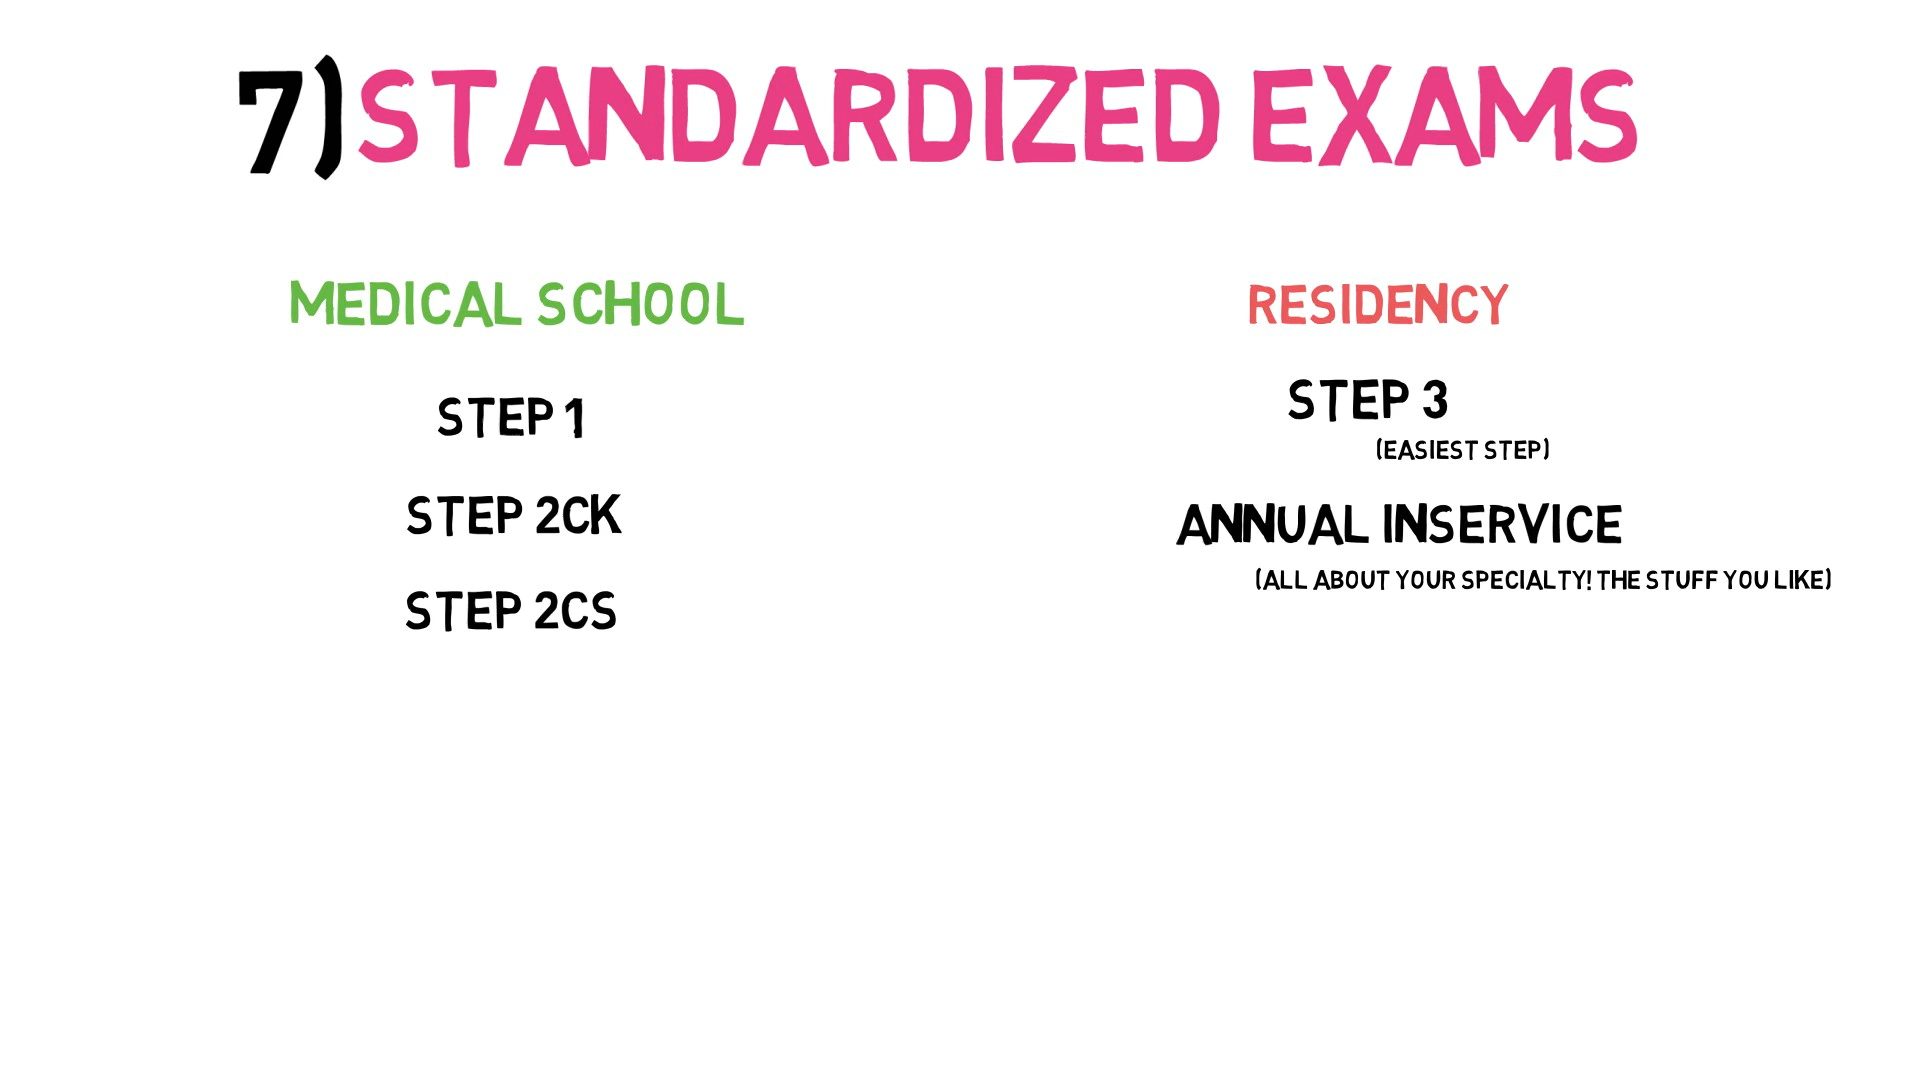 7) STANDARDIZED EXAMS
MEDICAL SCHOOL
STEP 1
STEP 2CK
STEP 2CS
RESIDENCY
STEP 3
(EASIEST STEP)
ANNUAL INSERVICE
(ALL ABOUT YOUR SPECIALTY! THE STUFF YOU LIKE)